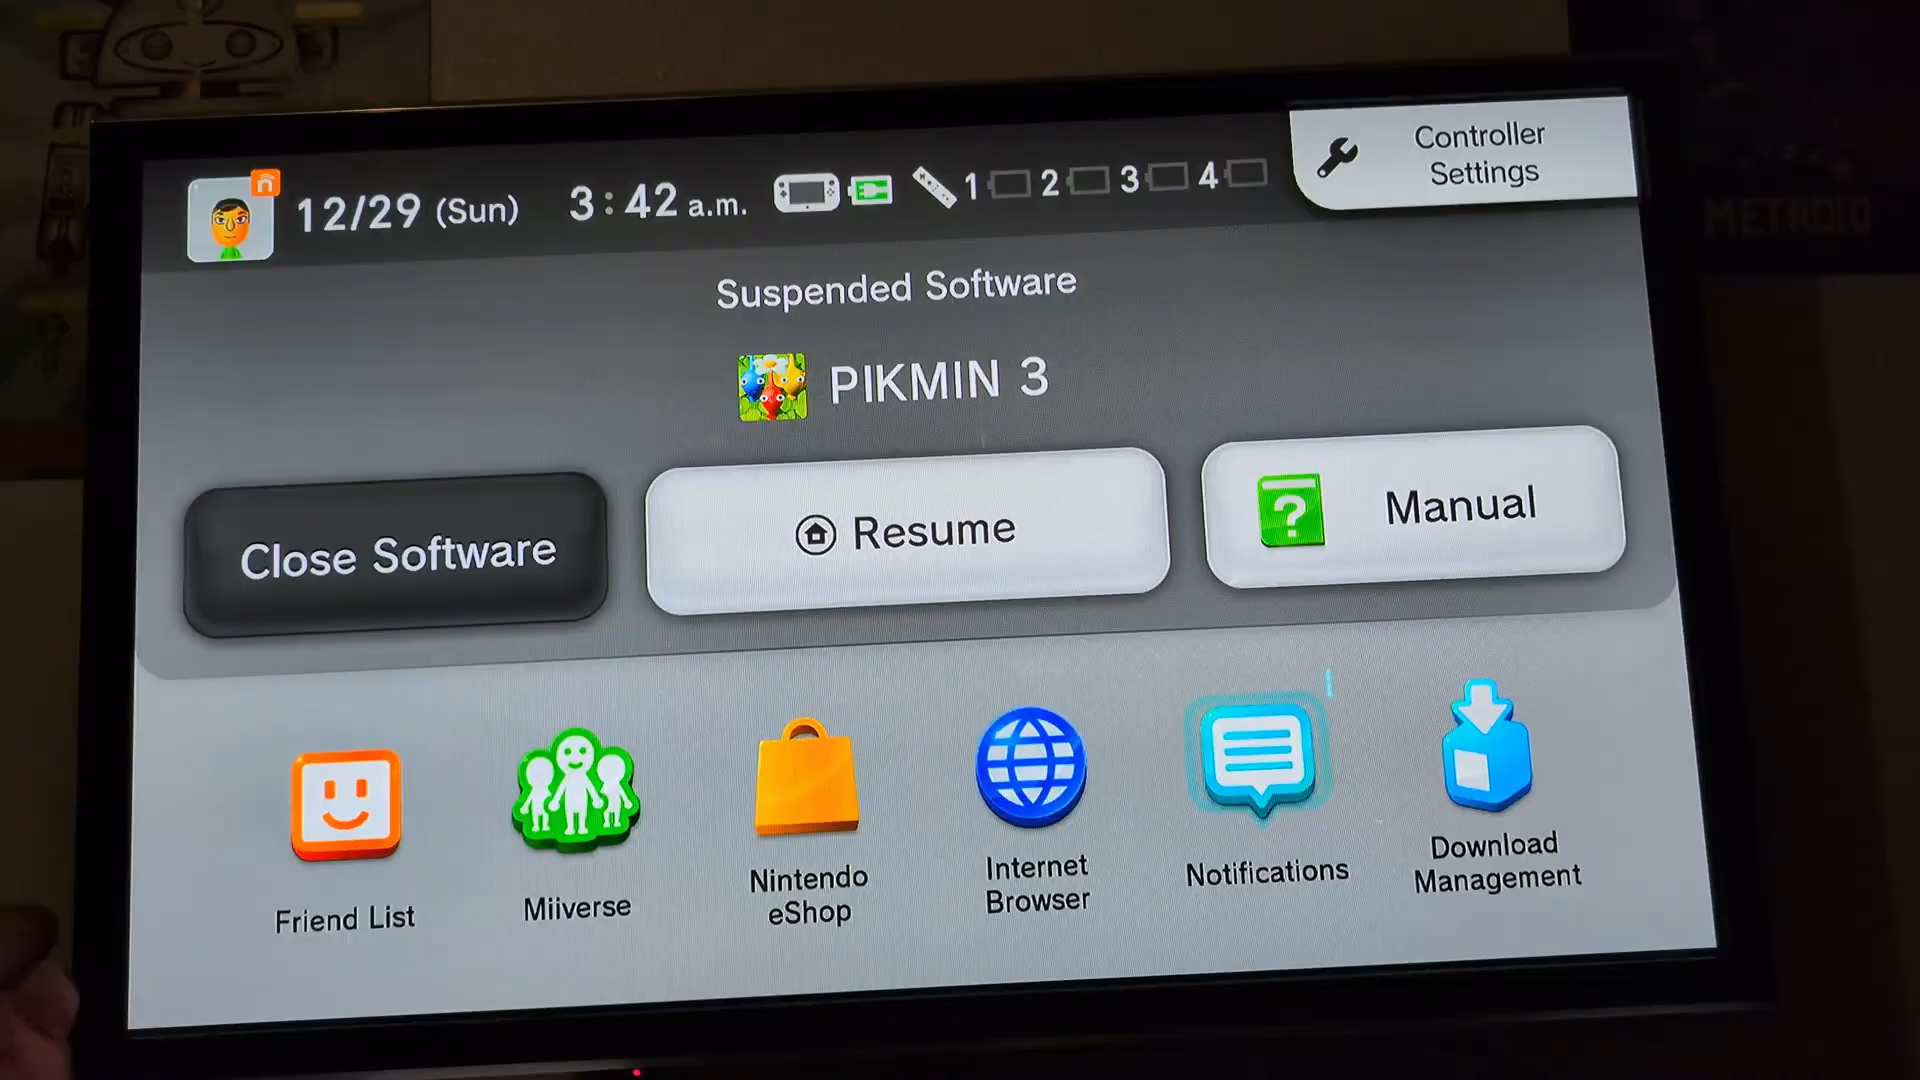 12/29 (Sun) 3:42 a.m. 1 2 3 4
Controller
Settings
METROID
Suspended Software
PIKMIN 3
Close Software
Resume
? Manual
Friend List
Miiverse
Nintendo
eShop
Internet
Browser
Notifications
Download
Management